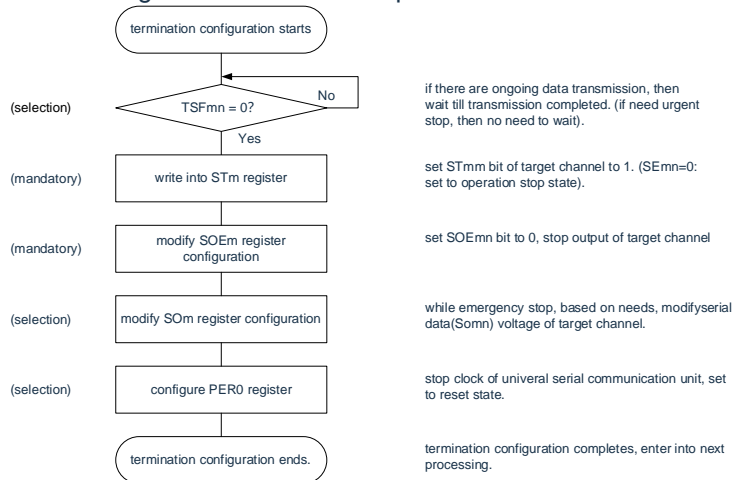 termination configuration starts
No
(selection)
TSFmn = 0?
if there are ongoing data transmission, then
wait till transmission completed. (if need urgent
stop, then no need to wait).
Yes
(mandatory)
write into STm register
set STmm bit of target channel to 1. (SEmn=0:
set to operation stop state).
(mandatory)
modify SOEm register
configuration
set SOEmn bit to 0, stop output of target channel
(selection)
modify SOm register configuration
while emergency stop, based on needs, modifyserial
data(Somn) voltage of target channel.
(selection)
configure PER0 register
stop clock of univeral serial communication unit, set
to reset state.
termination configuration ends.
termination configuration completes, enter into next
processing.